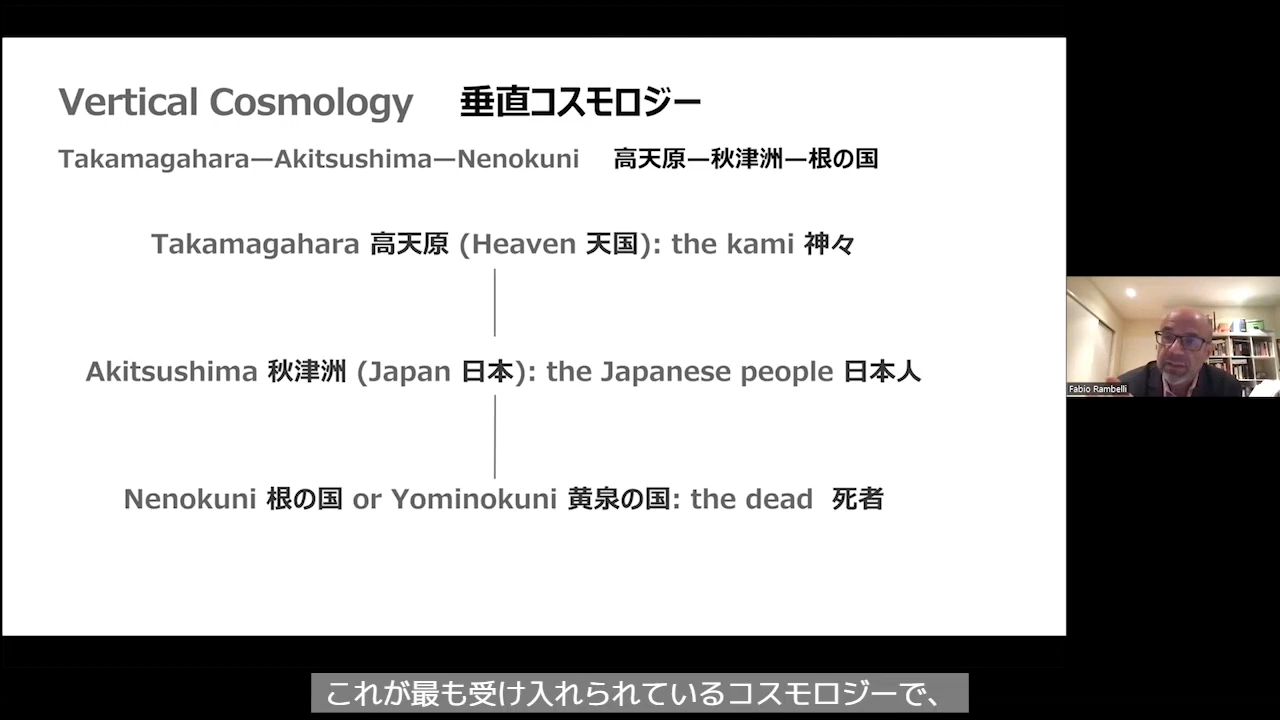 Vertical Cosmology 垂直コスモロジー
Takamagahara—Akitsushima—Nenokuni 高天原—秋津洲—根の国
Takamagahara 高天原 (Heaven 天国): the kami 神々
Akitsushima 秋津洲 (Japan 日本): the Japanese people 日本人
Nenokuni 根の国 or Yominokuni 黄泉の国: the dead 死者
Fabio Rambelli
これが最も受け入れられているコスモロジーで、